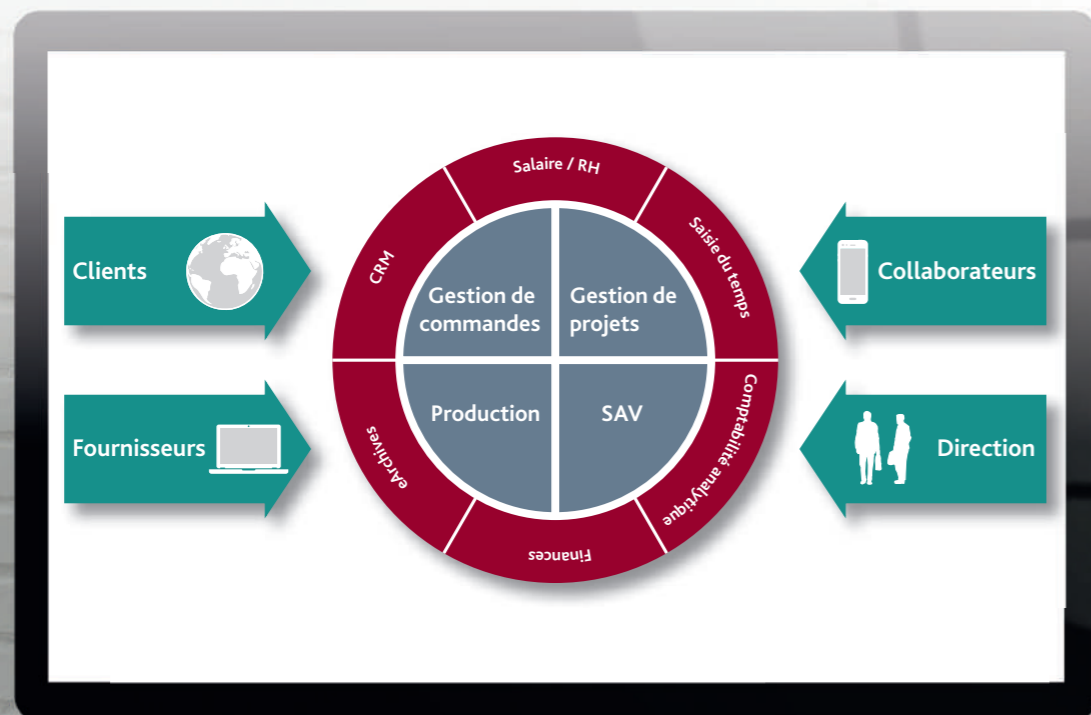 Salaire / RH
Saisie du temps
Comptabilité analytique
Finances
eArchives
CRM
Gestion de
commandes
Gestion de
projets
Production
SAV
Clients
Fournisseurs
Collaborateurs
Direction